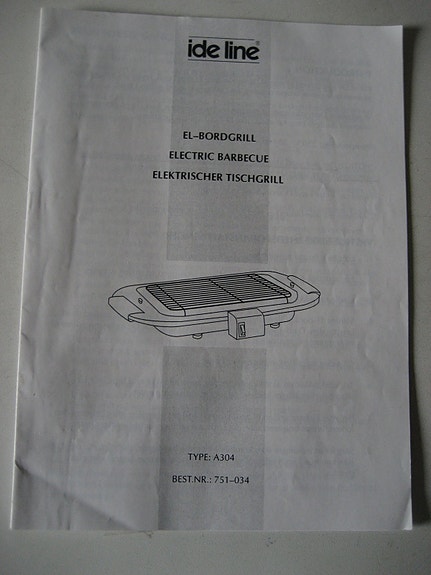 ide line®
EL–BORDGRILL
ELECTRIC BARBECUE
ELEKTRISCHER TISCHGRILL
TYPE: A304
BEST.NR.: 751–034